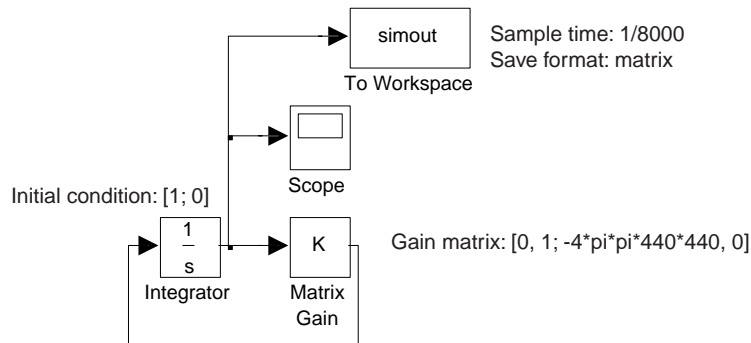 simout
Sample time: 1/8000
Save format: matrix
To Workspace
Scope
Initial condition: [1; 0]
1
s
K
Gain matrix: [0, 1; -4*pi*pi*440*440, 0]
Integrator
Matrix
Gain